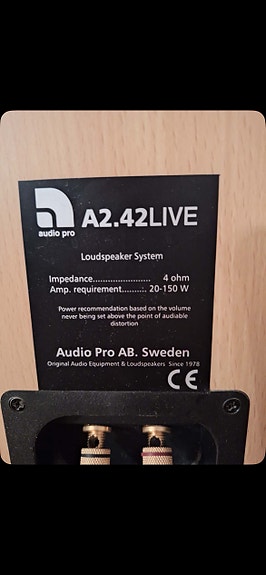 audio pro
A2.42LIVE
Loudspeaker System
Impedance...................... 4 ohm
Amp. requirement........:. 20-150 W
Power recommendation based on the volume
never being set above the point of audiable
distortion
Audio Pro AB. Sweden
Original Audio Equipment & Loudspeakers Since 1978
CE